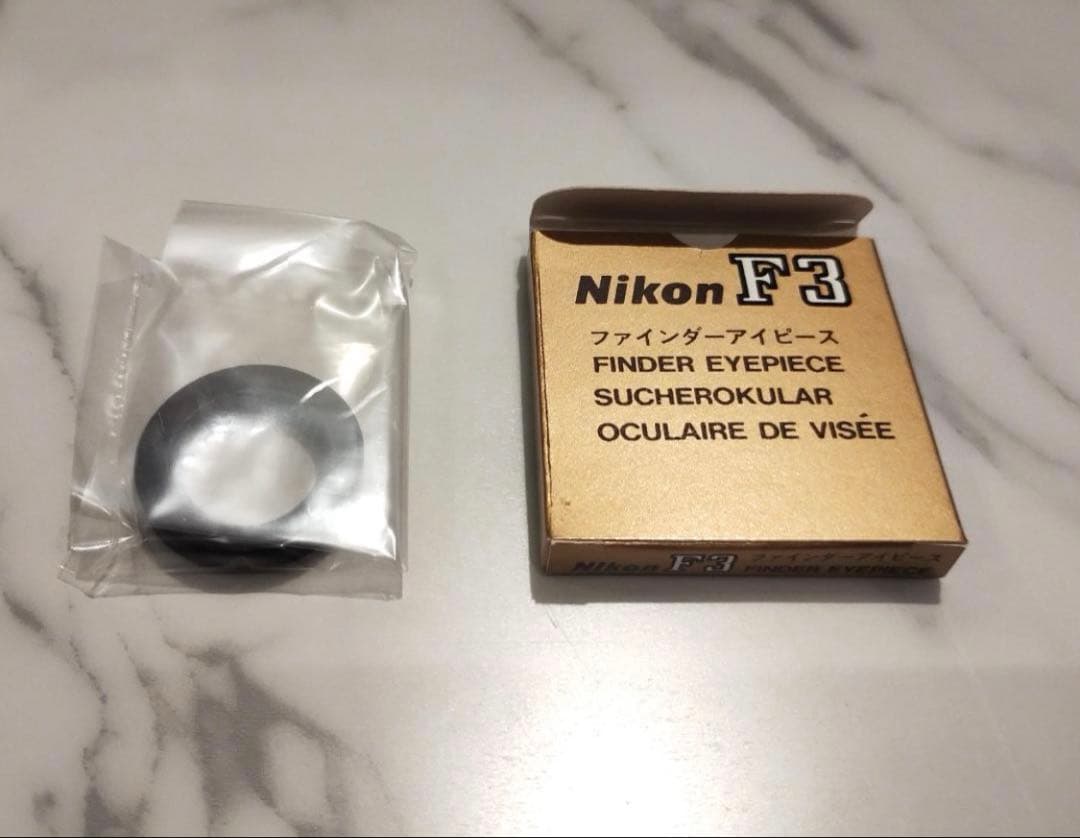 Nikon F3
ファインダーアイピース
FINDER EYEPIECE
SUCHEROKULAR
OCULAIRE DE VISÉE
Nikon F3 ファインダーアイピース
FINDER EYEPIECE